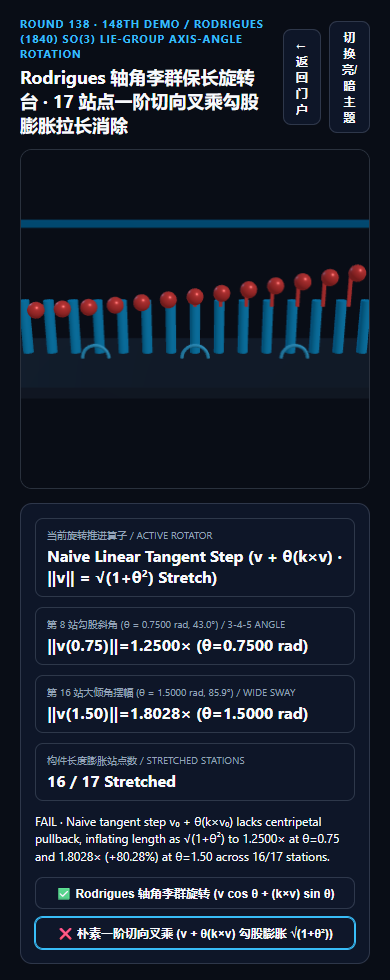 ROUND 138 · 148TH DEMO / RODRIGUES
(1840) SO(3) LIE-GROUP AXIS-ANGLE
ROTATION
Rodrigues 轴角李群保长旋转
台 · 17 站点一阶切向叉乘勾股
膨胀拉长消除
←
返
回
门
户
切
换
亮/
暗
主
题
当前旋转推进算子 / ACTIVE ROTATOR
Naive Linear Tangent Step (v + θ(k×v) ·
||v|| = √(1+θ²) Stretch)
第 8 站勾股斜角 (θ = 0.7500 rad, 43.0°) / 3-4-5 ANGLE
||v(0.75)||=1.2500× (θ=0.7500 rad)
第 16 站大倾角摆幅 (θ = 1.5000 rad, 85.9°) / WIDE SWAY
||v(1.50)||=1.8028× (θ=1.5000 rad)
构件长度膨胀站点数 / STRETCHED STATIONS
16 / 17 Stretched
FAIL · Naive tangent step v₀ + θ(k×v₀) lacks centripetal
pullback, inflating length as √(1+θ²) to 1.2500× at θ=0.75
and 1.8028× (+80.28%) at θ=1.50 across 16/17 stations.
✅ Rodrigues 轴角李群旋转 (v cos θ + (k×v) sin θ)
❌ 朴素一阶切向叉乘 (v + θ(k×v) 勾股膨胀 √(1+θ²))